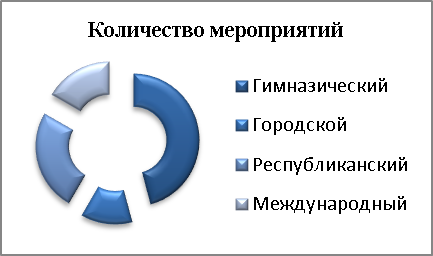 Количество мероприятий
Гимназический
Городской
Республиканский
Международный